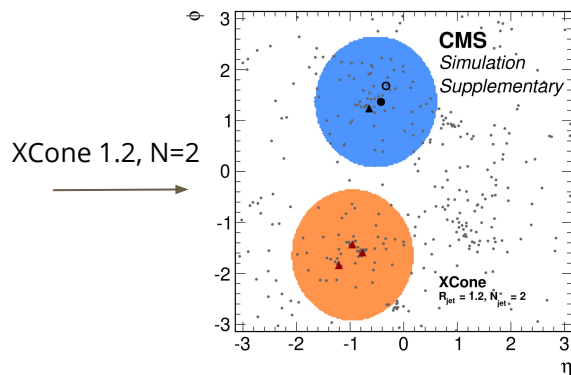 XCone 1.2, N=2
ϕ
3
2
1
0
-1
-2
-3
CMS
Simulation
Supplementary
XCone
R_jet = 1.2, N_jet = 2
-3 -2 -1 0 1 2 3
η